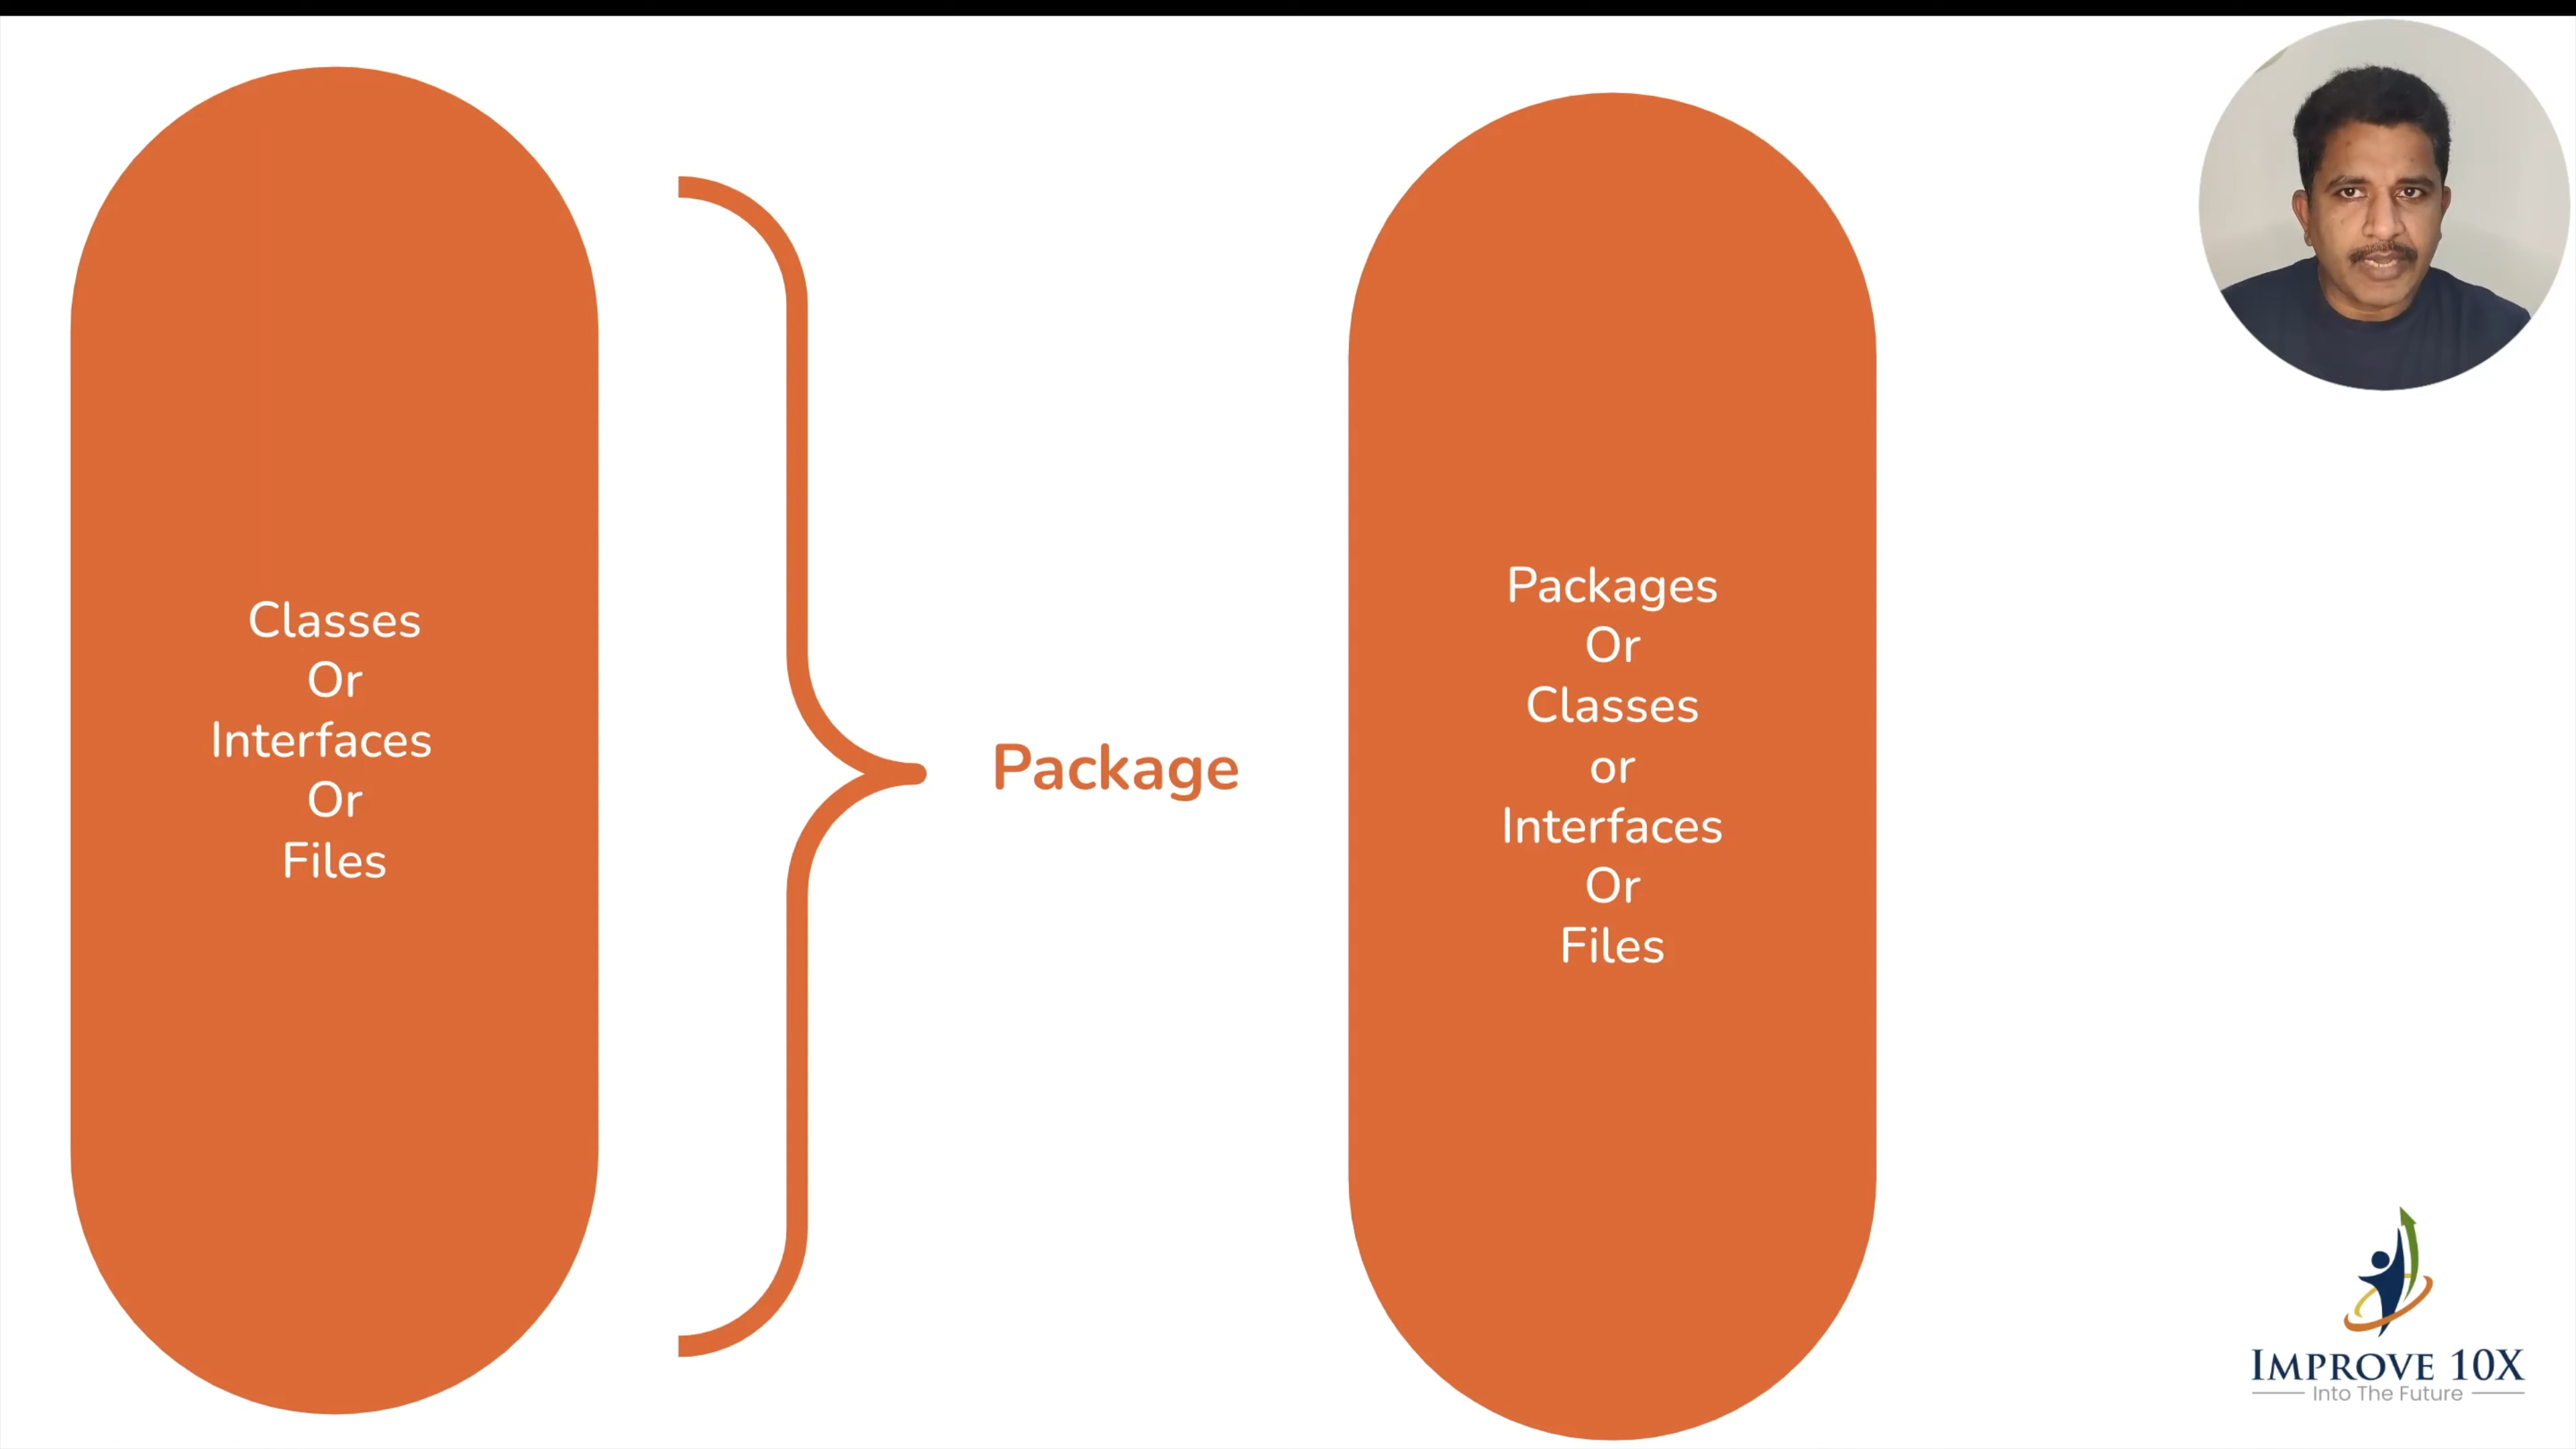 Classes
Or
Interfaces
Or
Files
Package
Packages
Or
Classes
or
Interfaces
Or
Files
IMPROVE 10X
Into The Future